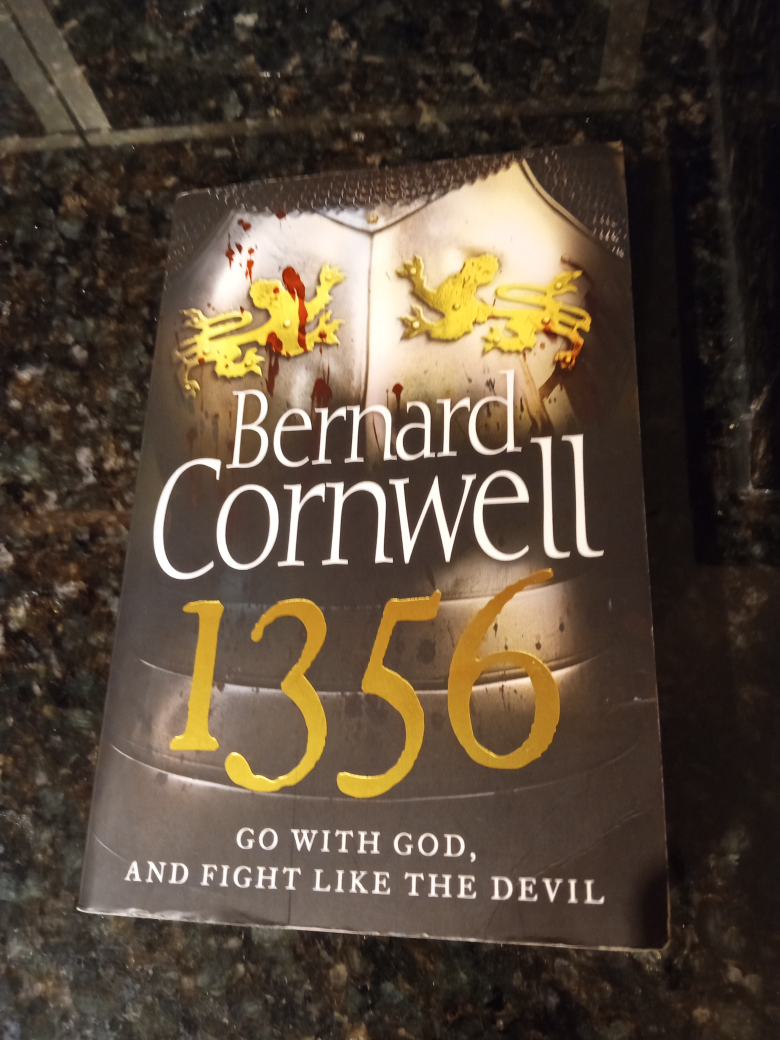 Bernard
Cornwell
1356
GO WITH GOD,
AND FIGHT LIKE THE DEVIL